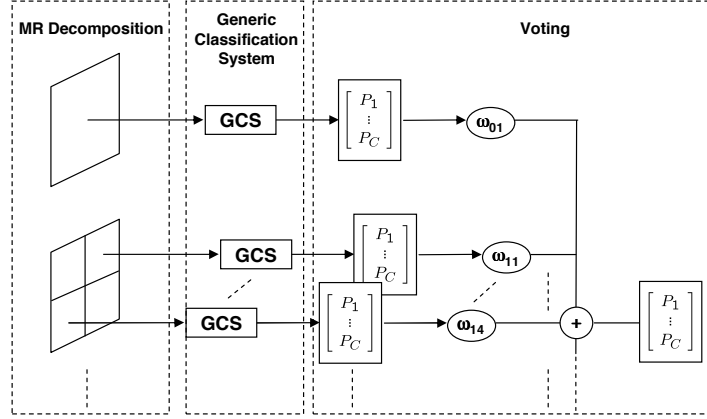 MR Decomposition
Generic
Classification
System
Voting
GCS
P1
⋮
PC
ω01
GCS
P1
⋮
PC
ω11
GCS
P1
⋮
PC
ω14
+
P1
⋮
PC